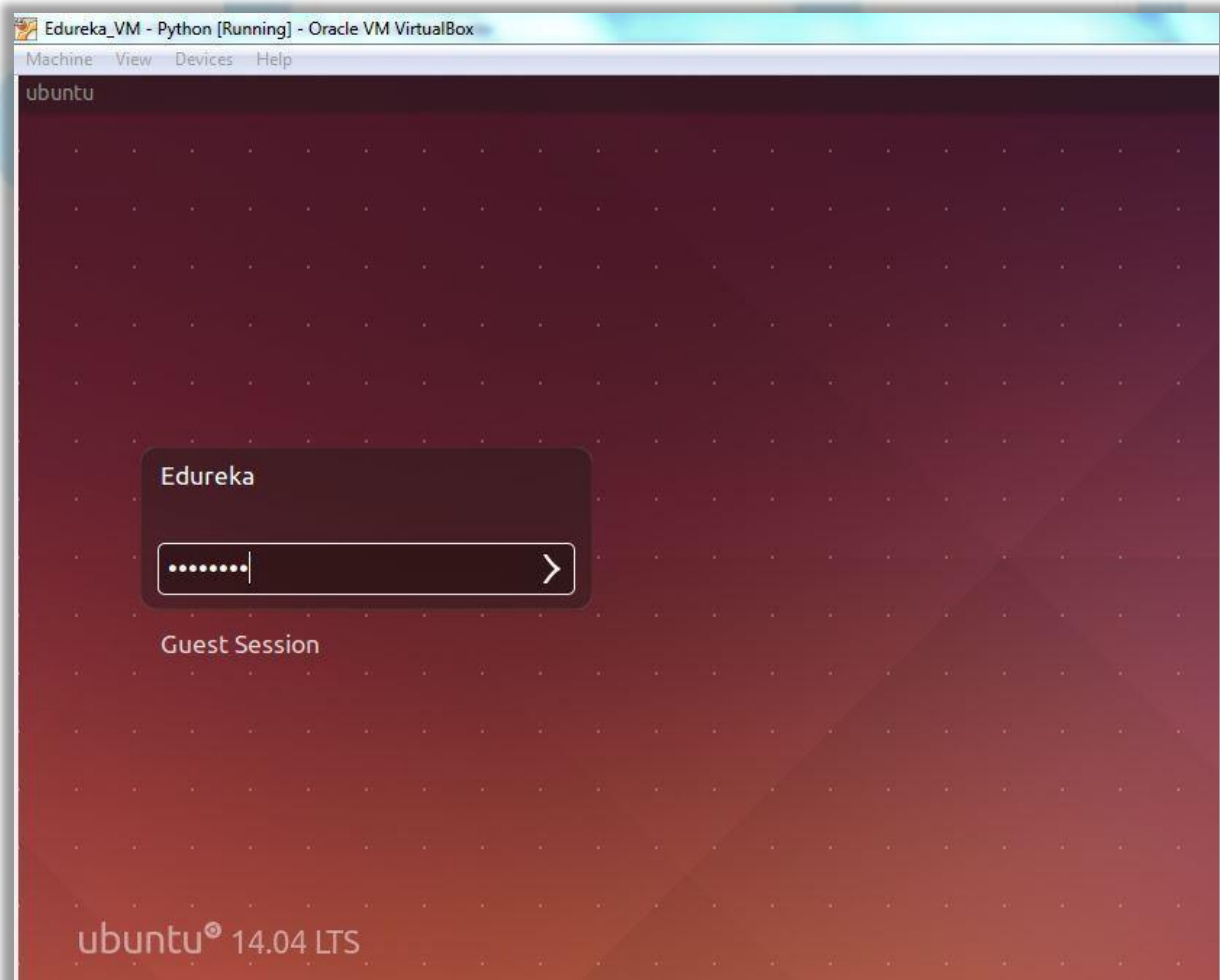 Edureka_VM - Python [Running] - Oracle VM VirtualBox
Machine View Devices Help
ubuntu
Edureka
••••••••
Guest Session
ubuntu® 14.04 LTS